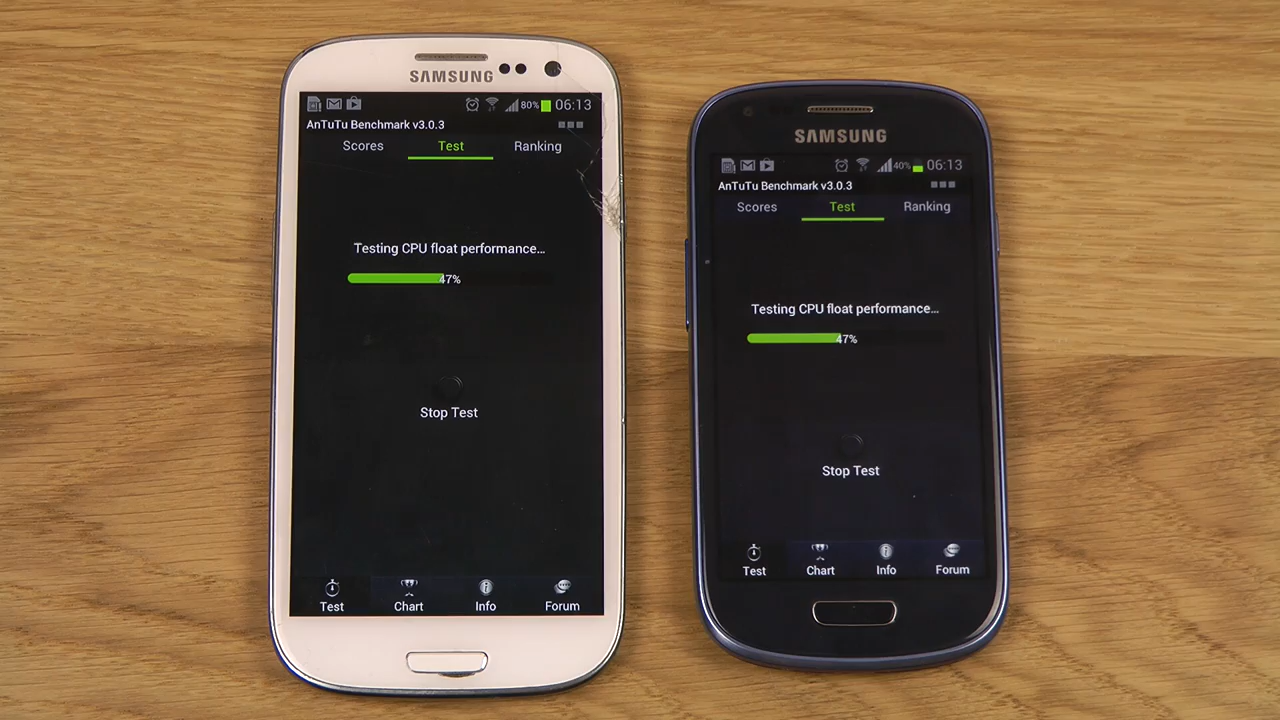 SAMSUNG
80% 06:13
AnTuTu Benchmark v3.0.3
Scores Test Ranking
Testing CPU float performance...
47%
Stop Test
Test Chart Info Forum
SAMSUNG
40% 06:13
AnTuTu Benchmark v3.0.3
Scores Test Ranking
Testing CPU float performance...
47%
Stop Test
Test Chart Info Forum